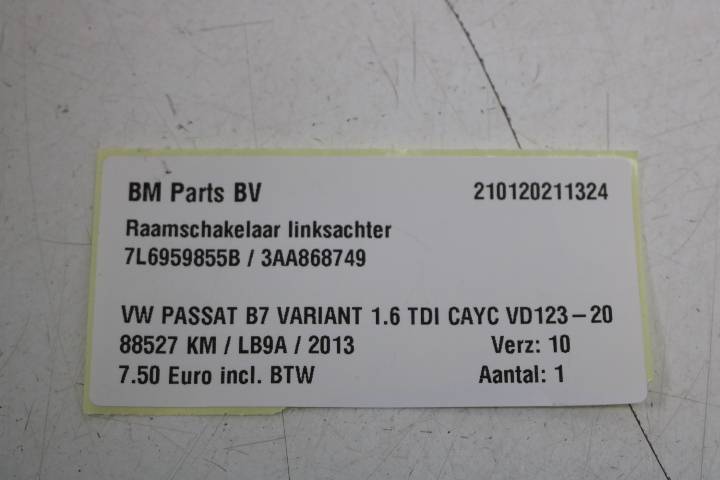 BM Parts BV 210120211324
Raamschakelaar linksachter
7L6959855B / 3AA868749
VW PASSAT B7 VARIANT 1.6 TDI CAYC VD123-20
88527 KM / LB9A / 2013 Verz: 10
7.50 Euro incl. BTW Aantal: 1